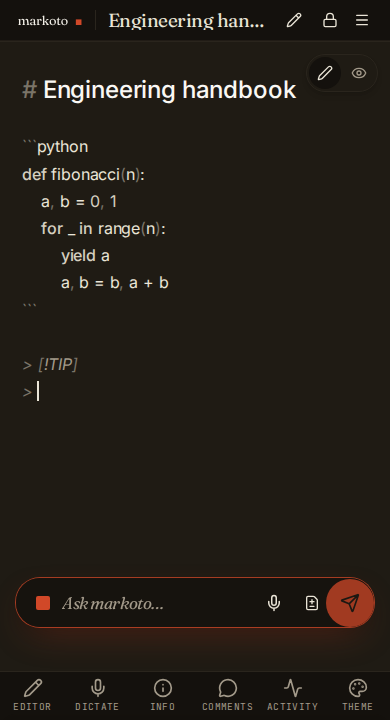 markoto
Engineering han...
# Engineering handbook
```python
def fibonacci(n):
    a, b = 0, 1
    for _ in range(n):
        yield a
        a, b = b, a + b
```
> [!TIP]
>
Ask markoto...
EDITOR DICTATE INFO COMMENTS ACTIVITY THEME